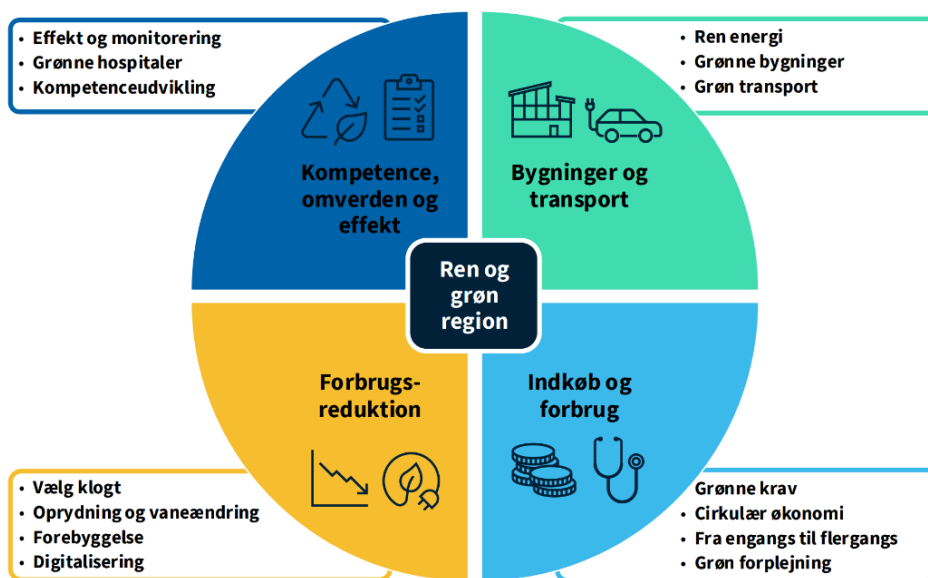 • Effekt og monitorering
• Grønne hospitaler
• Kompetenceudvikling
• Ren energi
• Grønne bygninger
• Grøn transport
Kompetence,
omverden og
effekt
Bygninger og
transport
Ren og
grøn
region
Forbrugs-
reduktion
Indkøb og
forbrug
• Vælg klogt
• Oprydning og vaneændring
• Forebyggelse
• Digitalisering
Grønne krav
• Cirkulær økonomi
• Fra engangs til flergangs
• Grøn forplejning